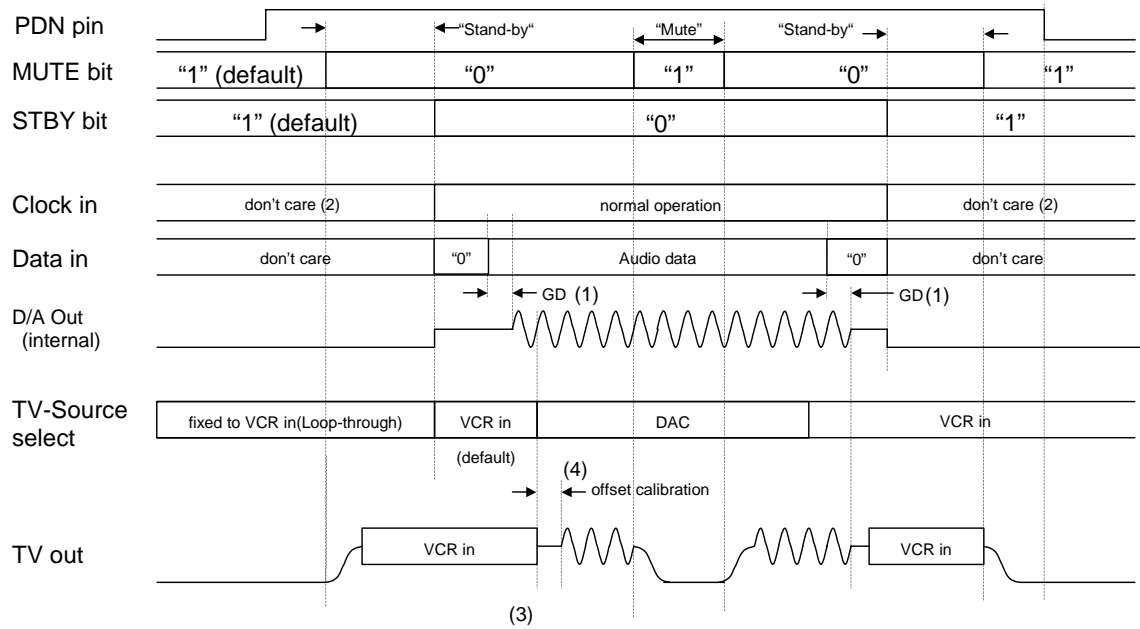 PDN pin “Stand-by“ “Mute” “Stand-by“
MUTE bit “1” (default) “0” “1” “0” “1”
STBY bit “1” (default) “0” “1”
Clock in don’t care (2) normal operation don’t care (2)
Data in don’t care “0” Audio data “0” don’t care
GD (1) GD (1)
D/A Out
(internal)
TV-Source
select
fixed to VCR in(Loop-through) VCR in DAC VCR in
(default)
(4)
offset calibration
TV out VCR in VCR in
(3)